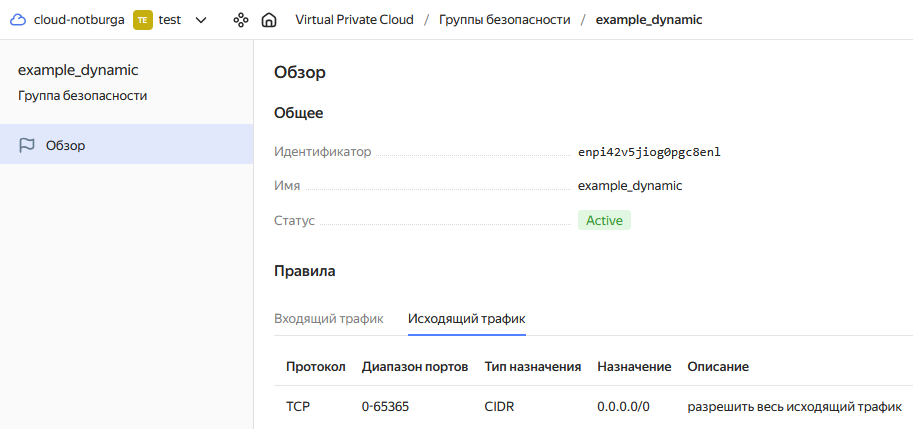 cloud-notburga TE test Virtual Private Cloud / Группы безопасности / example_dynamic
example_dynamic
Группа безопасности
Обзор
Обзор
Общее
Идентификатор enpi42v5jiog0pgc8enl
Имя example_dynamic
Статус Active
Правила
Входящий трафик Исходящий трафик
Протокол Диапазон портов Тип назначения Назначение Описание
TCP 0-65365 CIDR 0.0.0.0/0 разрешить весь исходящий трафик